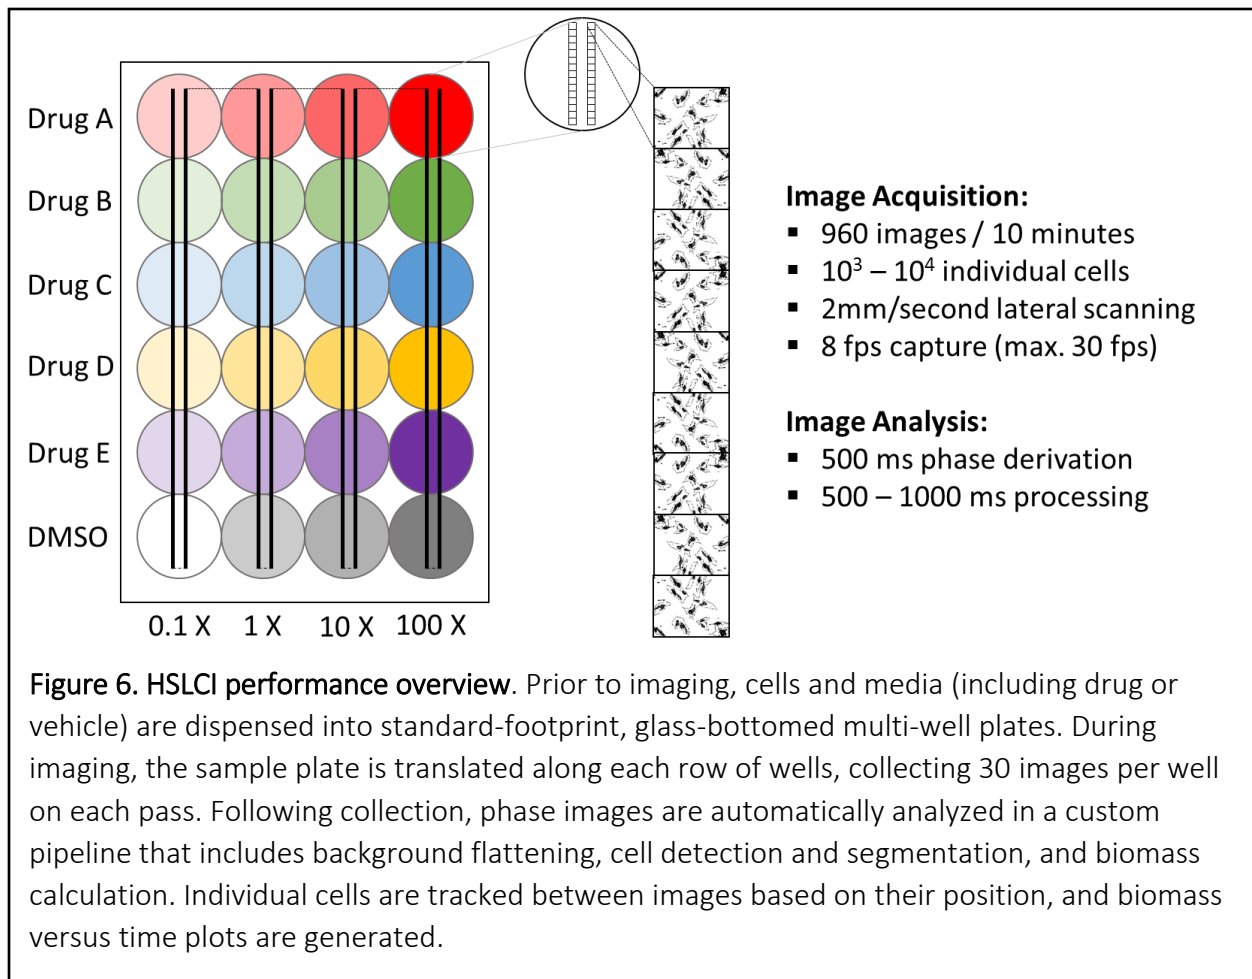 Drug A
Drug B
Drug C
Drug D
Drug E
DMSO
0.1 X 1 X 10 X 100 X
Image Acquisition:
▪ 960 images / 10 minutes
▪ 10³ – 10⁴ individual cells
▪ 2mm/second lateral scanning
▪ 8 fps capture (max. 30 fps)
Image Analysis:
▪ 500 ms phase derivation
▪ 500 – 1000 ms processing
Figure 6. HSLCI performance overview. Prior to imaging, cells and media (including drug or
vehicle) are dispensed into standard-footprint, glass-bottomed multi-well plates. During
imaging, the sample plate is translated along each row of wells, collecting 30 images per well
on each pass. Following collection, phase images are automatically analyzed in a custom
pipeline that includes background flattening, cell detection and segmentation, and biomass
calculation. Individual cells are tracked between images based on their position, and biomass
versus time plots are generated.